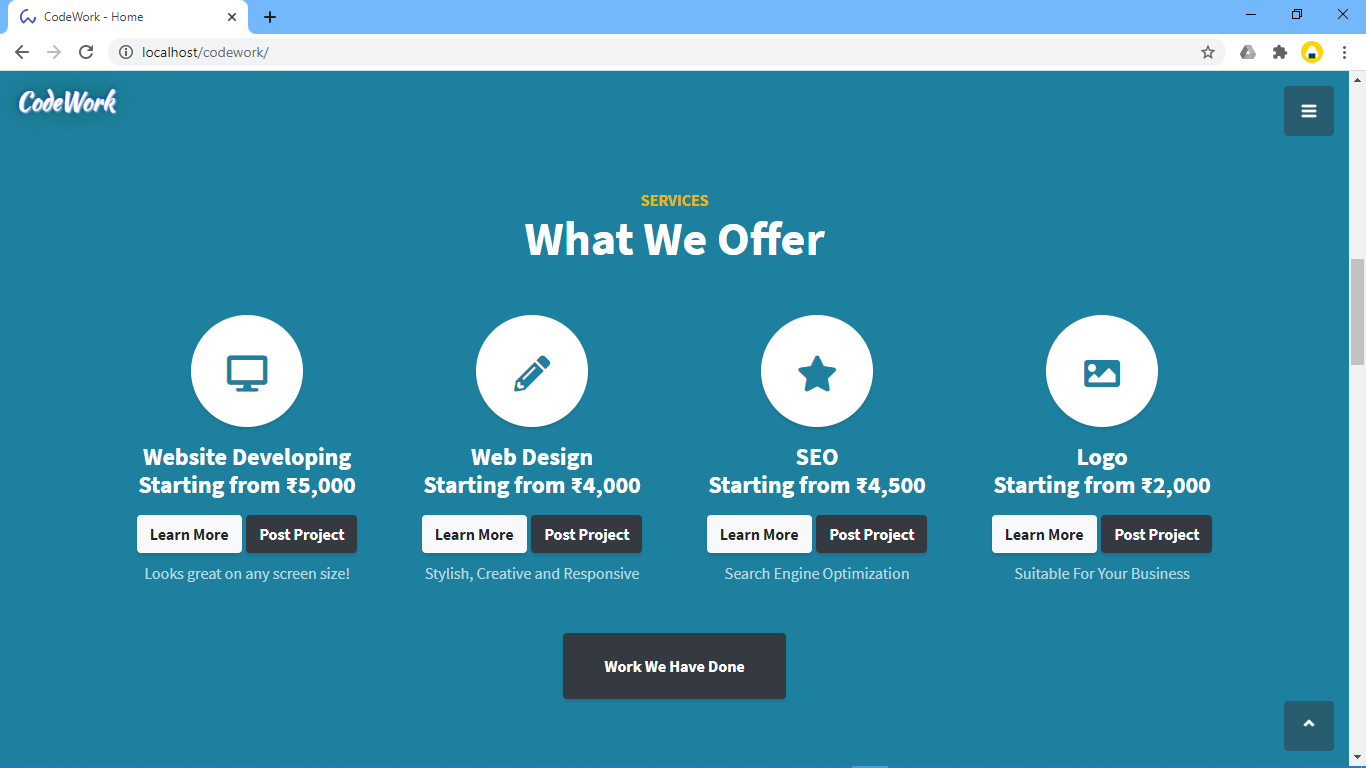 CodeWork - Home
localhost/codework/
CodeWork
SERVICES
What We Offer
Website Developing
Starting from ₹5,000
Learn More
Post Project
Looks great on any screen size!
Web Design
Starting from ₹4,000
Learn More
Post Project
Stylish, Creative and Responsive
SEO
Starting from ₹4,500
Learn More
Post Project
Search Engine Optimization
Logo
Starting from ₹2,000
Learn More
Post Project
Suitable For Your Business
Work We Have Done